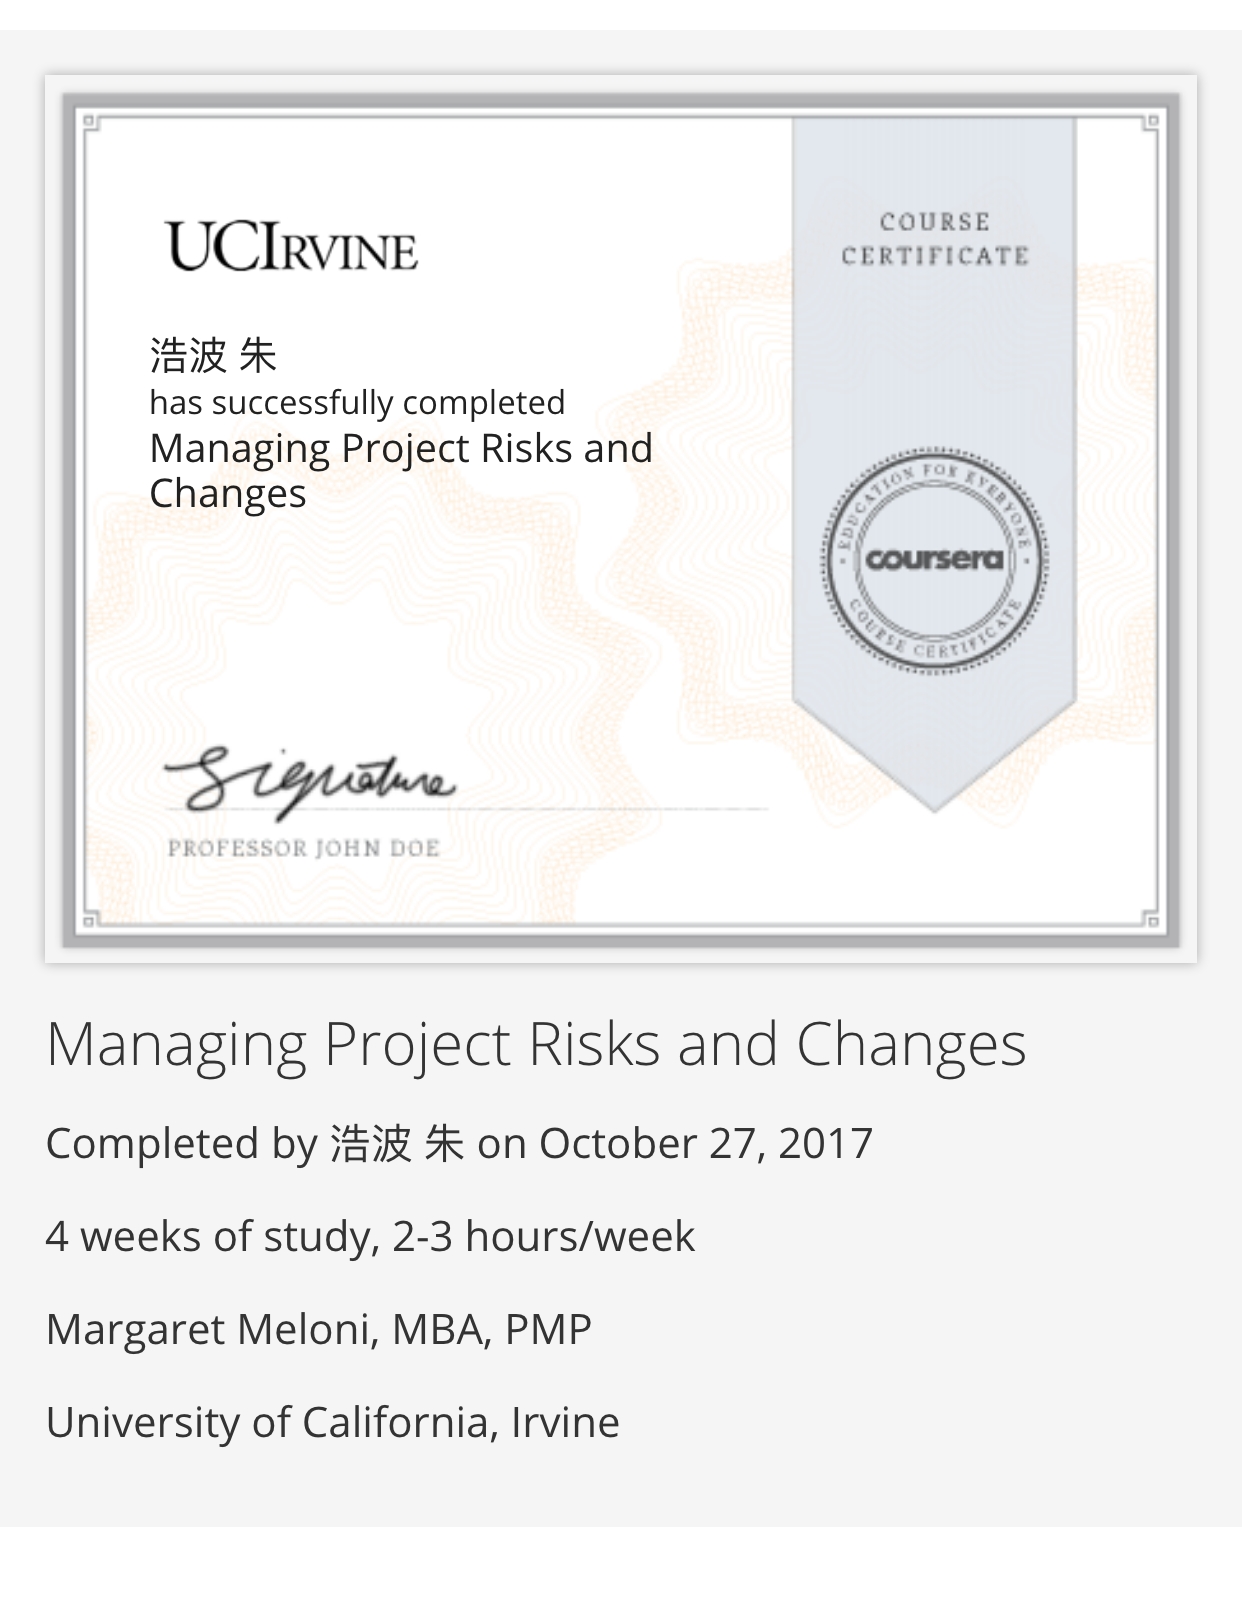 UCIRVINE
COURSE
CERTIFICATE
浩波 朱
has successfully completed
Managing Project Risks and
Changes
EDUCATION FOR EVERYONE
coursera
COURSE CERTIFICATE
Signature
PROFESSOR JOHN DOE
Managing Project Risks and Changes
Completed by 浩波 朱 on October 27, 2017
4 weeks of study, 2-3 hours/week
Margaret Meloni, MBA, PMP
University of California, Irvine